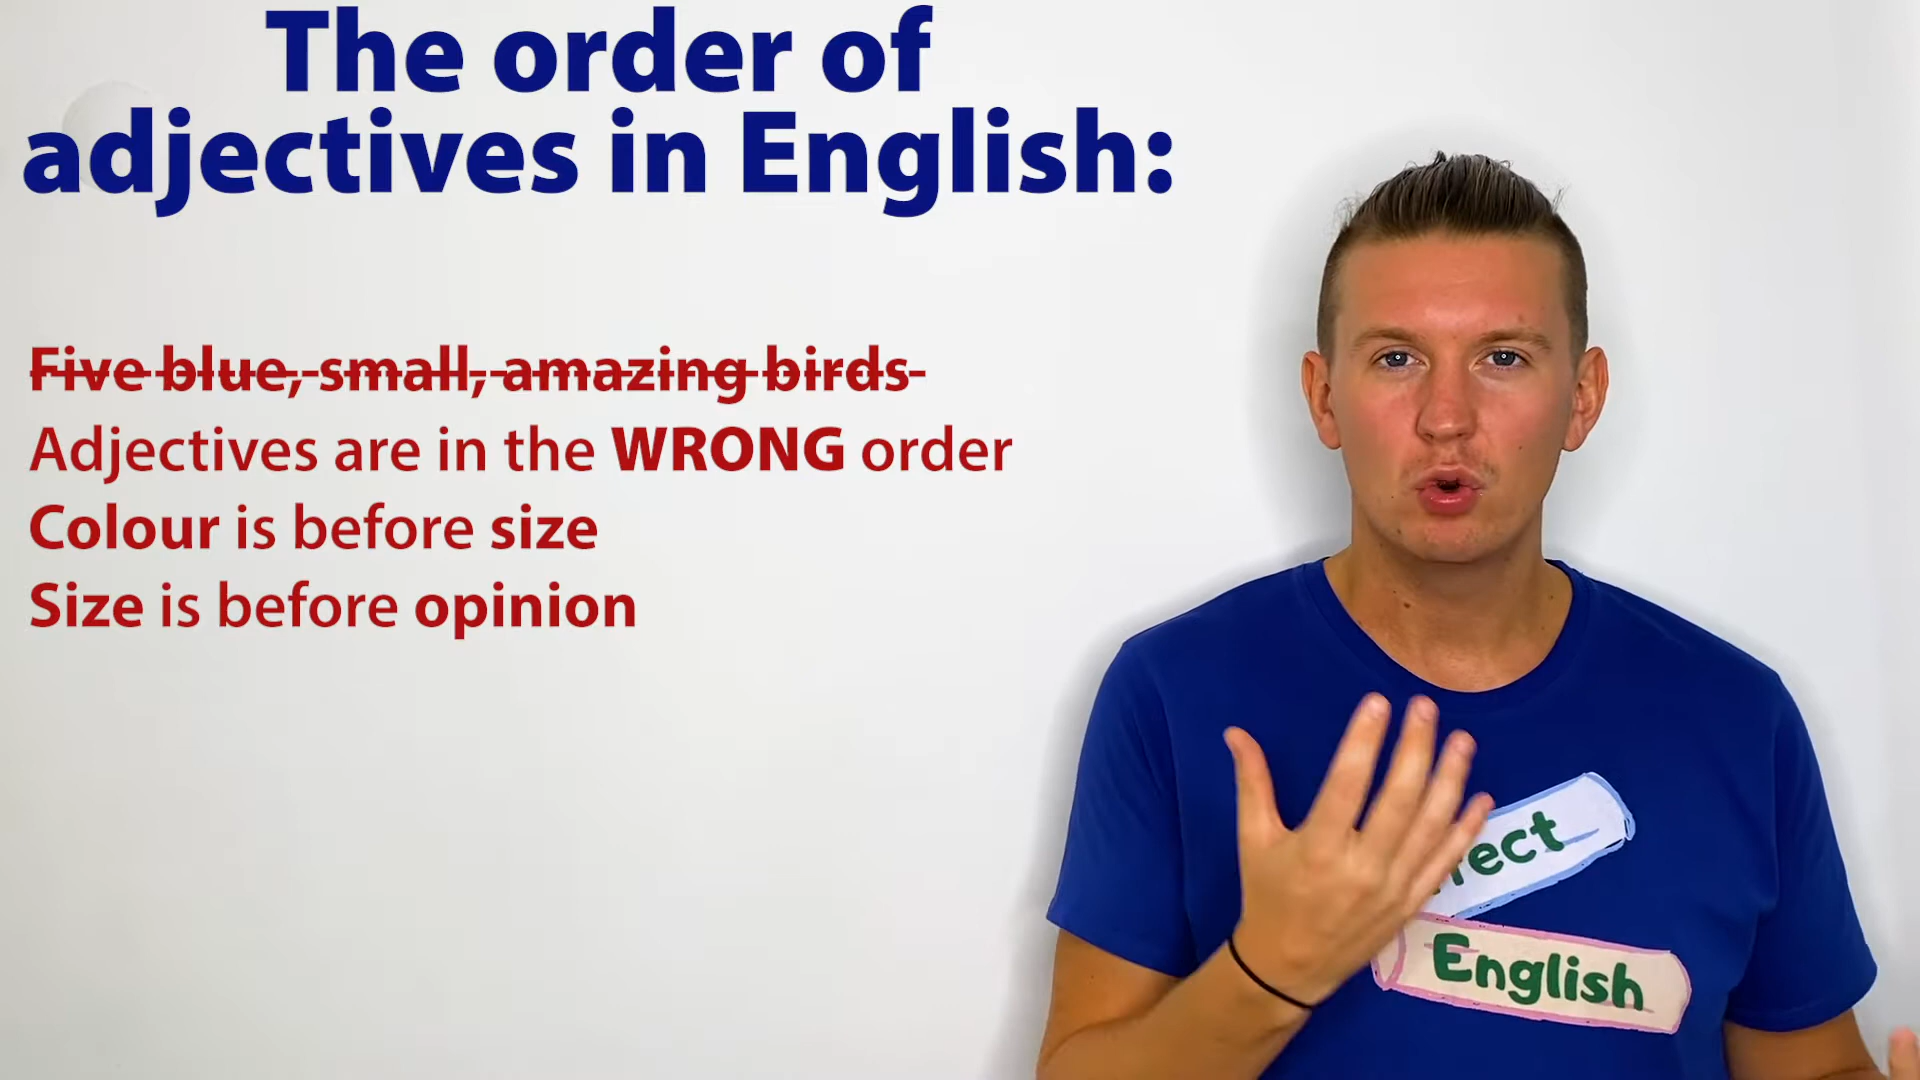 The order of
adjectives in English:
Five blue, small, amazing birds
Adjectives are in the WRONG order
Colour is before size
Size is before opinion
English